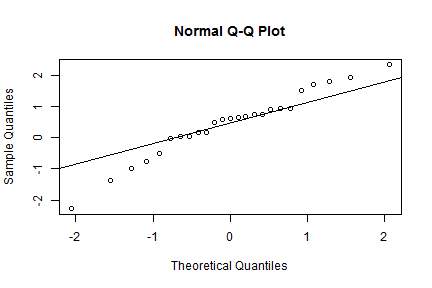 Normal Q-Q Plot
Sample Quantiles
2
1
0
-1
-2
-2 -1 0 1 2
Theoretical Quantiles